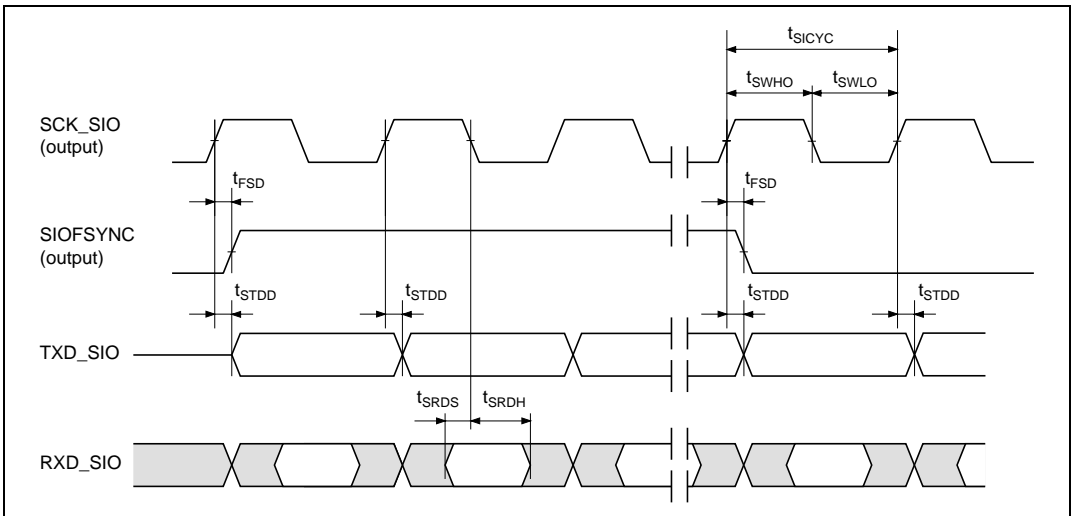 tSICYC
tSWHO tSWLO
SCK_SIO
(output)
tFSD tFSD
SIOFSYNC
(output)
tSTDD tSTDD tSTDD tSTDD
TXD_SIO
tSRDS tSRDH
RXD_SIO